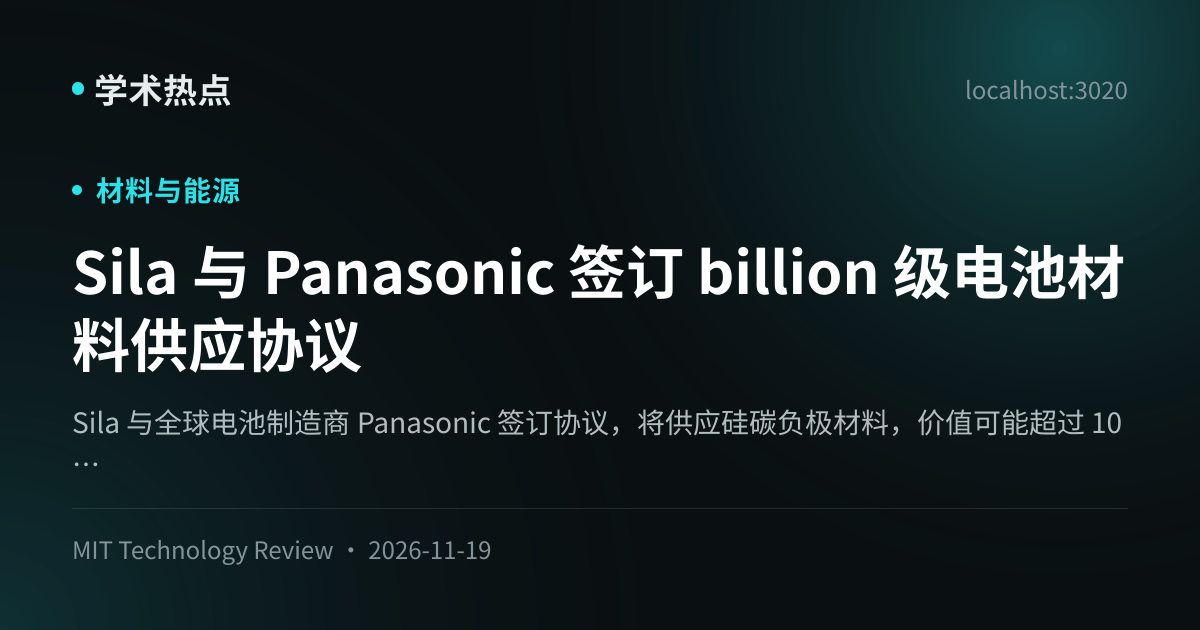 学术热点
localhost:3020
材料与能源
Sila 与 Panasonic 签订 billion 级电池材
料供应协议
Sila 与全球电池制造商 Panasonic 签订协议，将供应硅碳负极材料，价值可能超过 10
…
MIT Technology Review · 2026-11-19